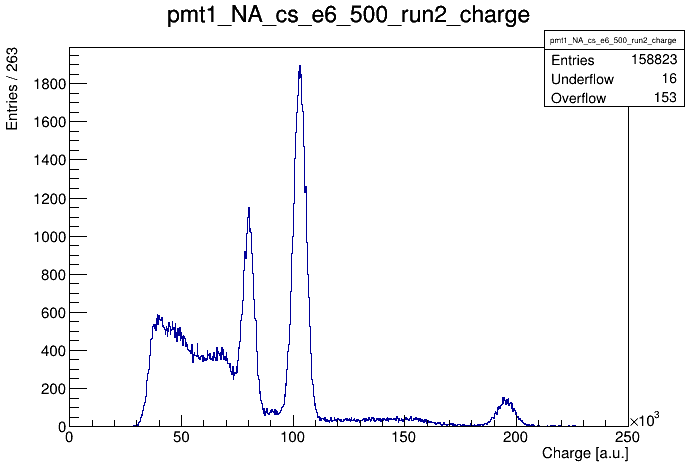 pmt1_NA_cs_e6_500_run2_charge
pmt1_NA_cs_e6_500_run2_charge
Entries 158823
Underflow 16
Overflow 153
Entries / 263
1800
1600
1400
1200
1000
800
600
400
200
0
0 50 100 150 200 250
×10³
Charge [a.u.]